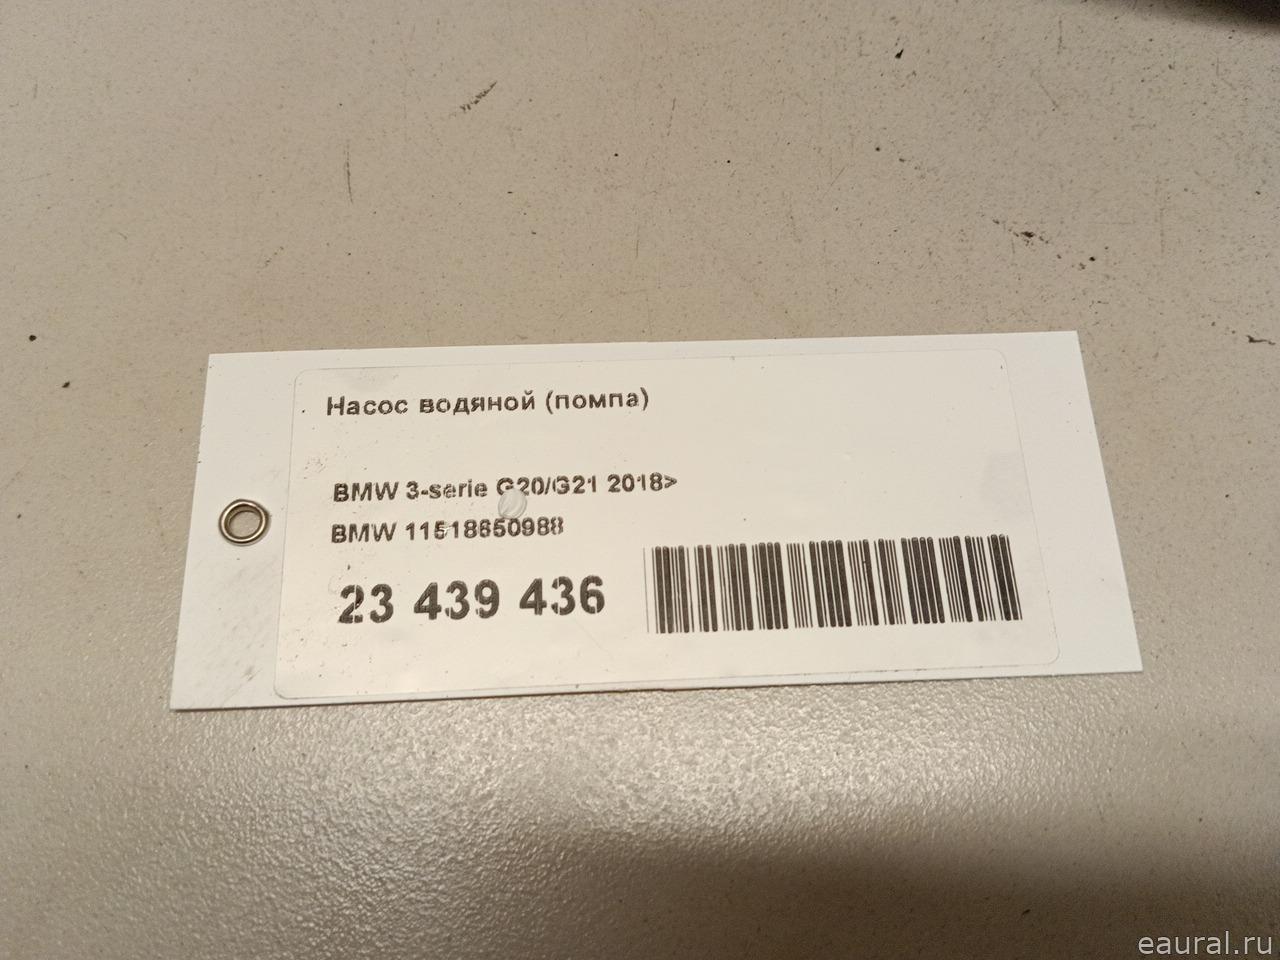 Насос водяной (помпа)
BMW 3-serie G20/G21 2018>
BMW 11518650988
23 439 436
eaural.ru